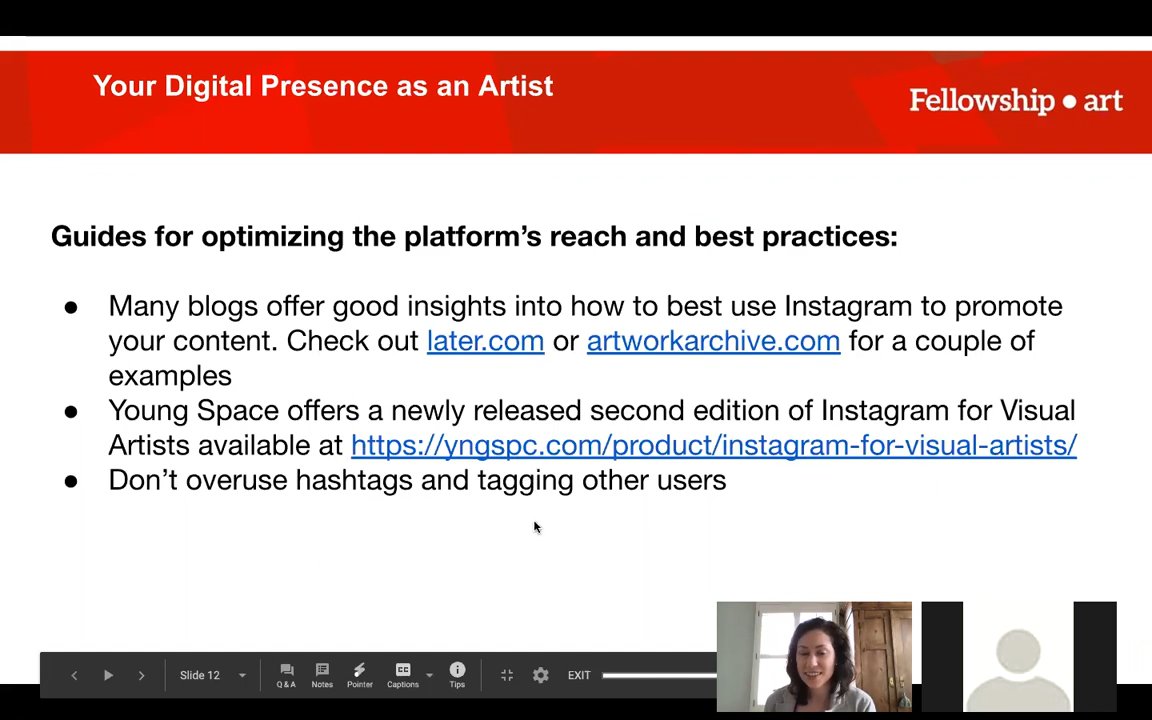 Your Digital Presence as an Artist
Fellowship ● art
Guides for optimizing the platform’s reach and best practices:
● Many blogs offer good insights into how to best use Instagram to promote
your content. Check out later.com or artworkarchive.com for a couple of
examples
● Young Space offers a newly released second edition of Instagram for Visual
Artists available at https://yngspc.com/product/instagram-for-visual-artists/
● Don’t overuse hashtags and tagging other users
Slide 12
Q & A
Notes
Pointer
CC
Captions
Tips
EXIT